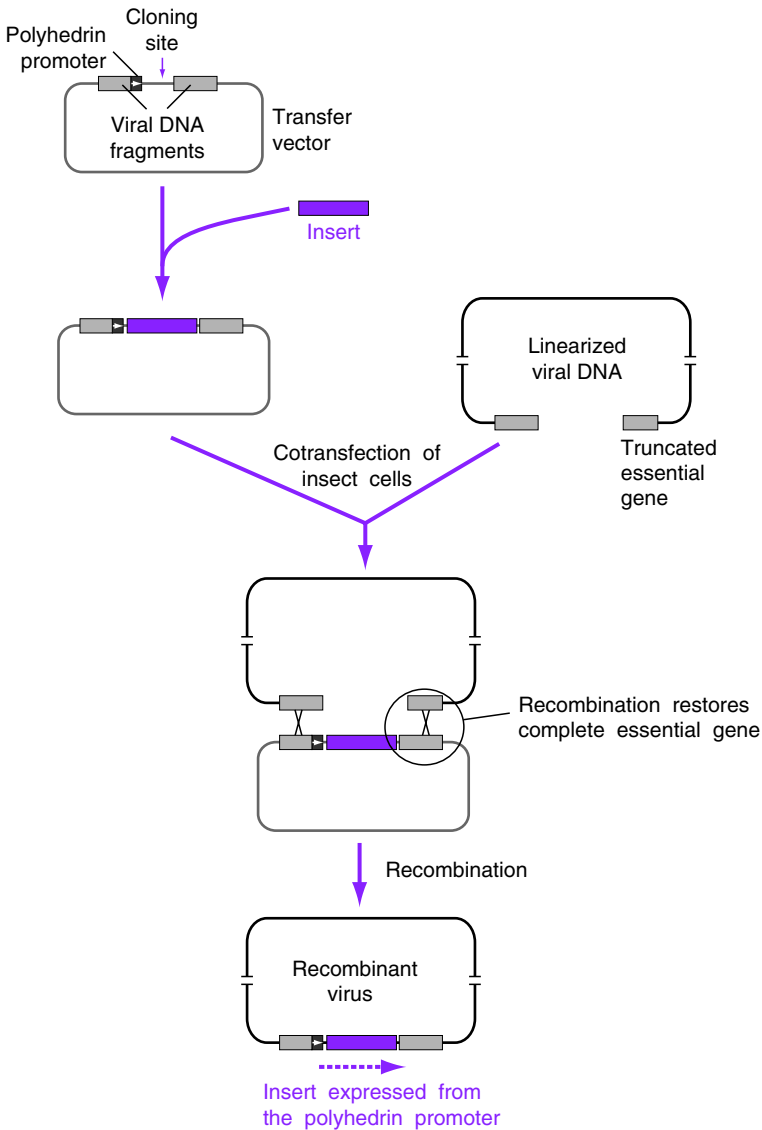 Cloning
site
Polyhedrin
promoter
Viral DNA
fragments
Transfer
vector
Insert
Linearized
viral DNA
Truncated
essential
gene
Cotransfection of
insect cells
Recombination restores
complete essential gene
Recombination
Recombinant
virus
Insert expressed from
the polyhedrin promoter